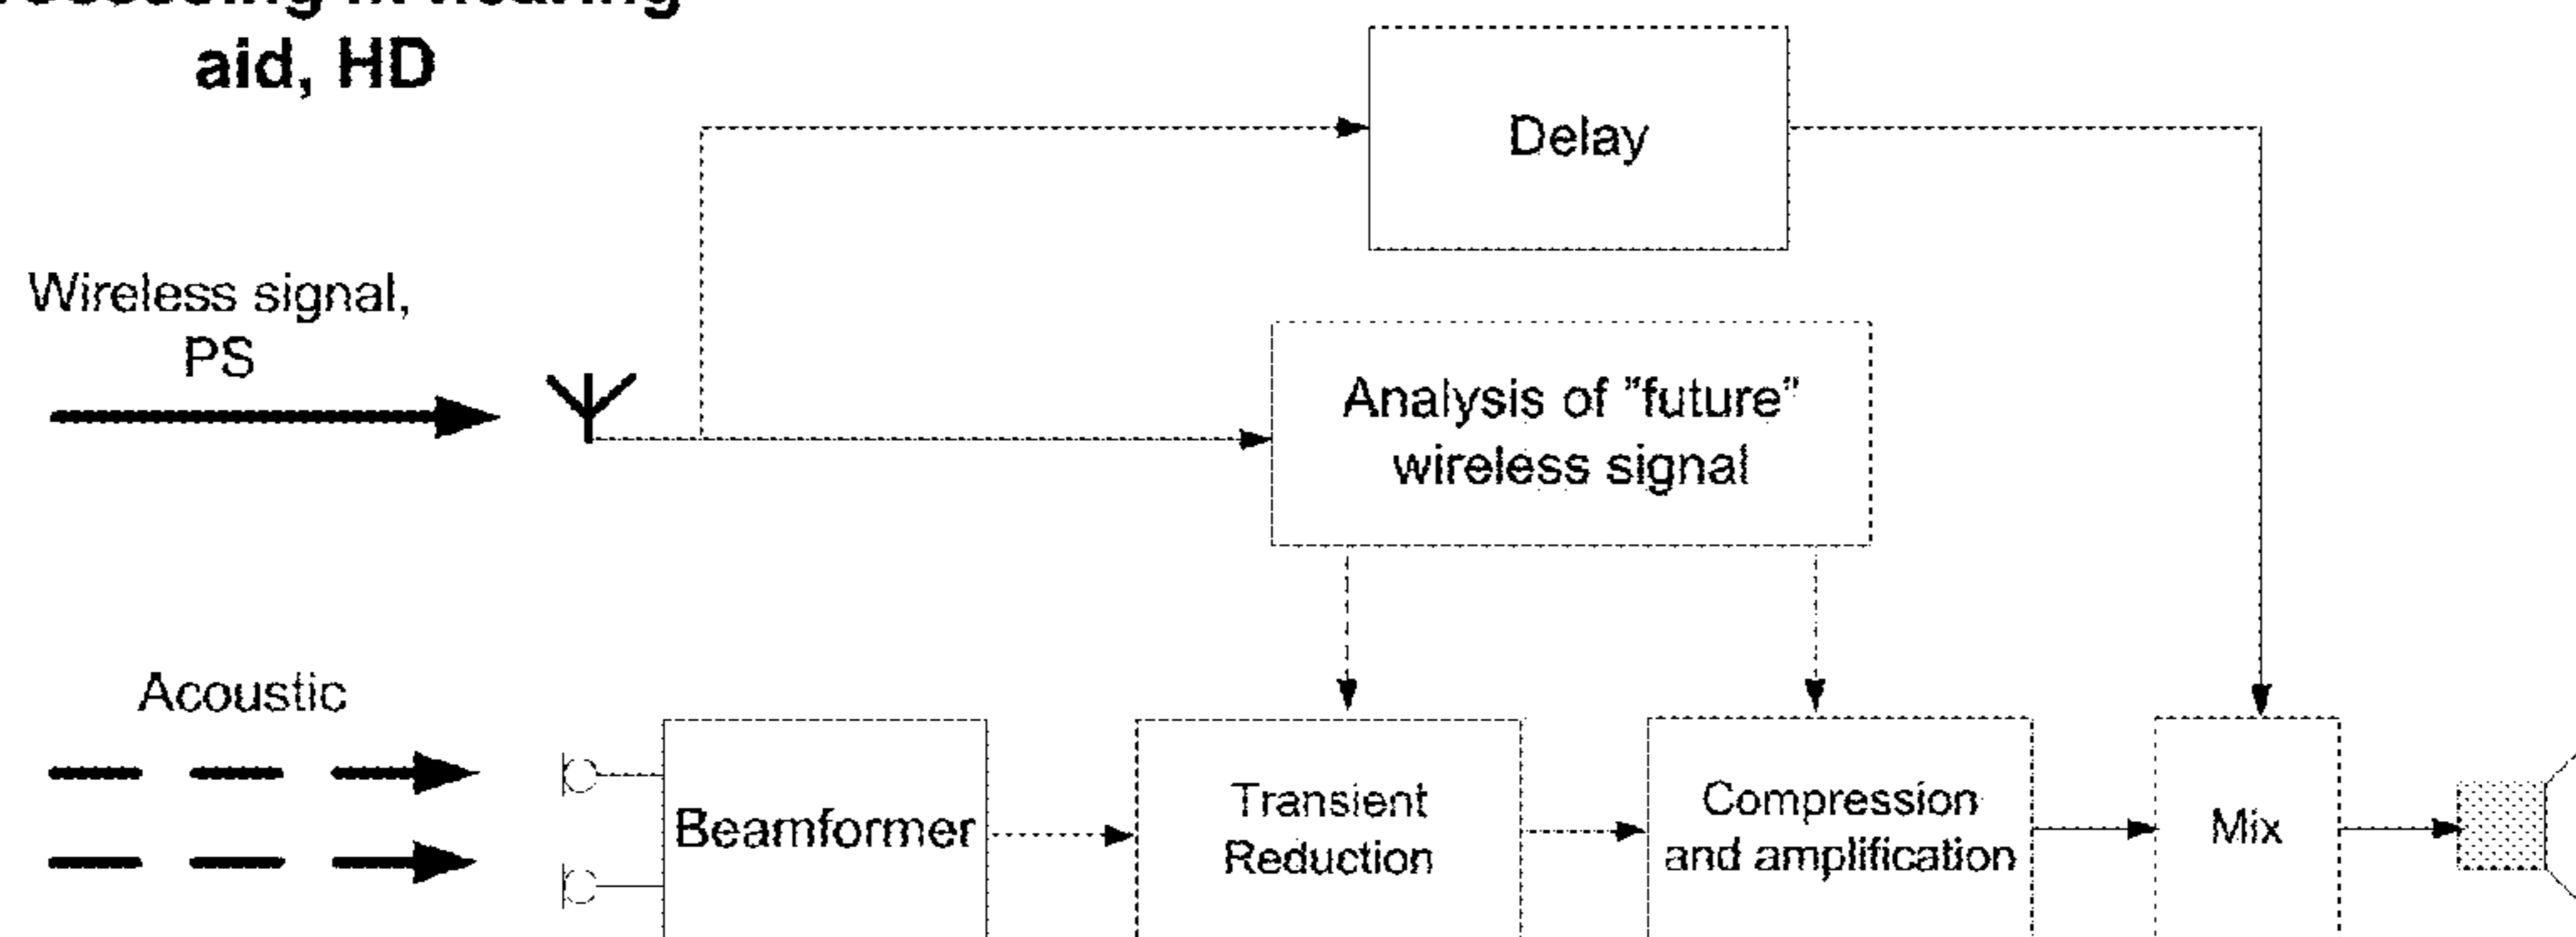 aid, HD
Delay
Wireless signal,
PS
Analysis of ”future”
wireless signal
Acoustic
Beamformer
Transient
Reduction
Compression
and amplification
Mix